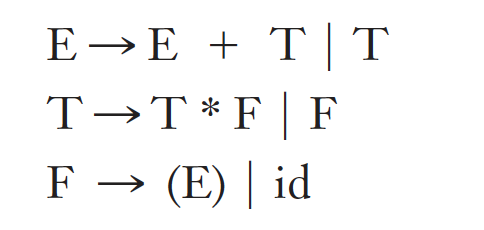 E → E + T | T
T → T * F | F
F → (E) | id